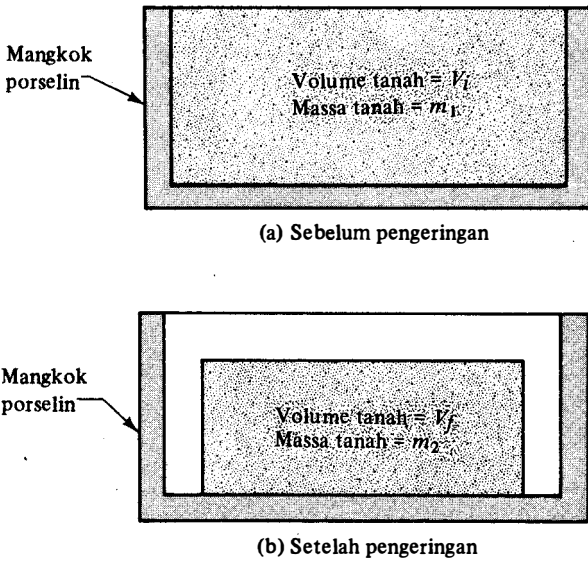 Mangkok
porselin
Volume tanah = V_i
Massa tanah = m_1
(a) Sebelum pengeringan
Mangkok
porselin
Volume tanah = V_f
Massa tanah = m_2
(b) Setelah pengeringan